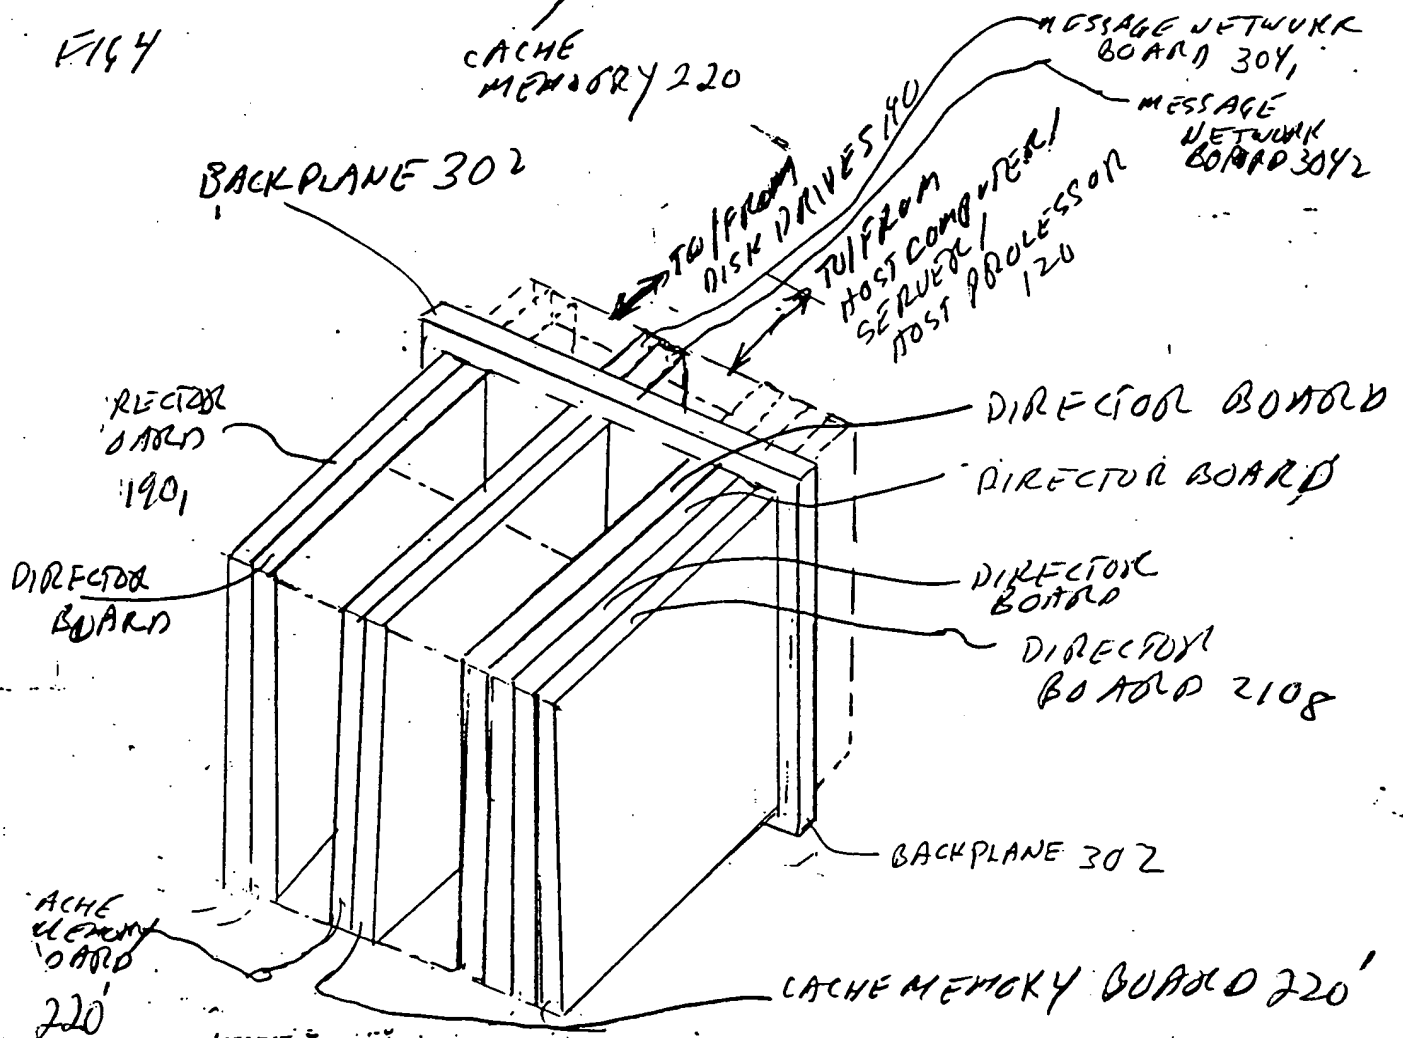 FIG 4
CACHE
MEMORY 220
MESSAGE NETWORK
BOARD 304₁
MESSAGE
NETWORK
BOARD 304₂
BACKPLANE 302
TO/FROM
DISK DRIVES 140
TO/FROM
HOST COMPUTER/
SERVER/
HOST PROCESSOR
120
RECTOR
OARD
190₁
DIRECTOR BOARD
DIRECTOR BOARD
DIRECTOR
BOARD
DIRECTOR
BOARD
DIRECTOR
BOARD 210₈
BACKPLANE 302
ACHE
MEMORY
OARD
220'
CACHE MEMORY BOARD 220'